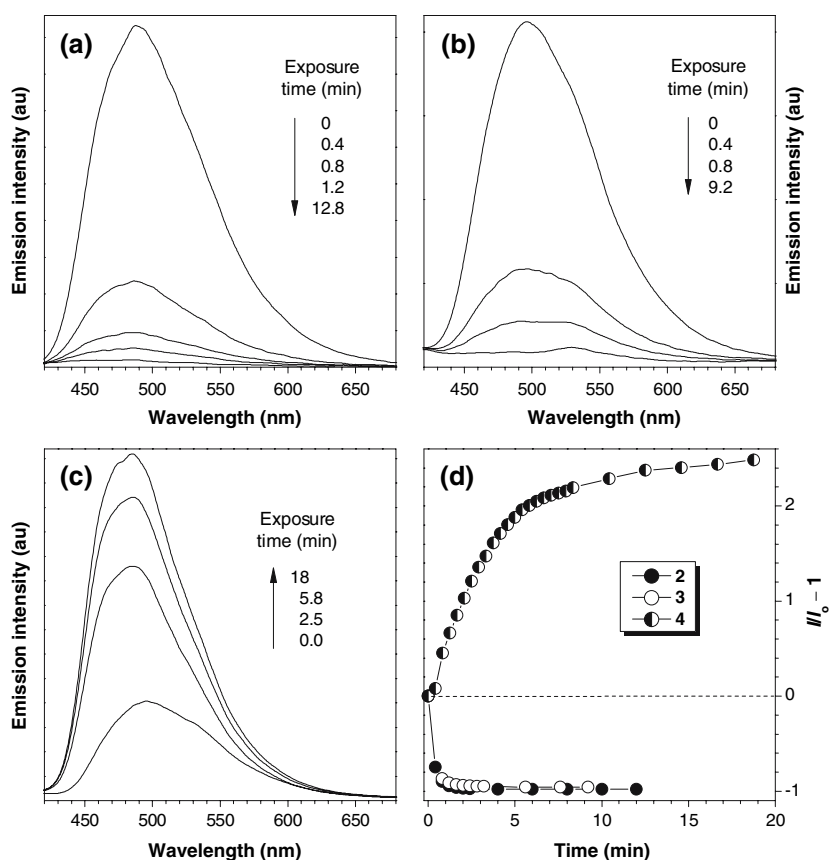 (a)
Exposure
time (min)
0
0.4
0.8
1.2
12.8
Emission intensity (au)
450 500 550 600 650
Wavelength (nm)
(b)
Exposure
time (min)
0
0.4
0.8
9.2
Emission intensity (au)
450 500 550 600 650
Wavelength (nm)
(c)
Exposure
time (min)
18
5.8
2.5
0.0
Emission intensity (au)
450 500 550 600 650
Wavelength (nm)
(d)
2
3
4
2
1
0
-1
I/Io – 1
0 5 10 15 20
Time (min)